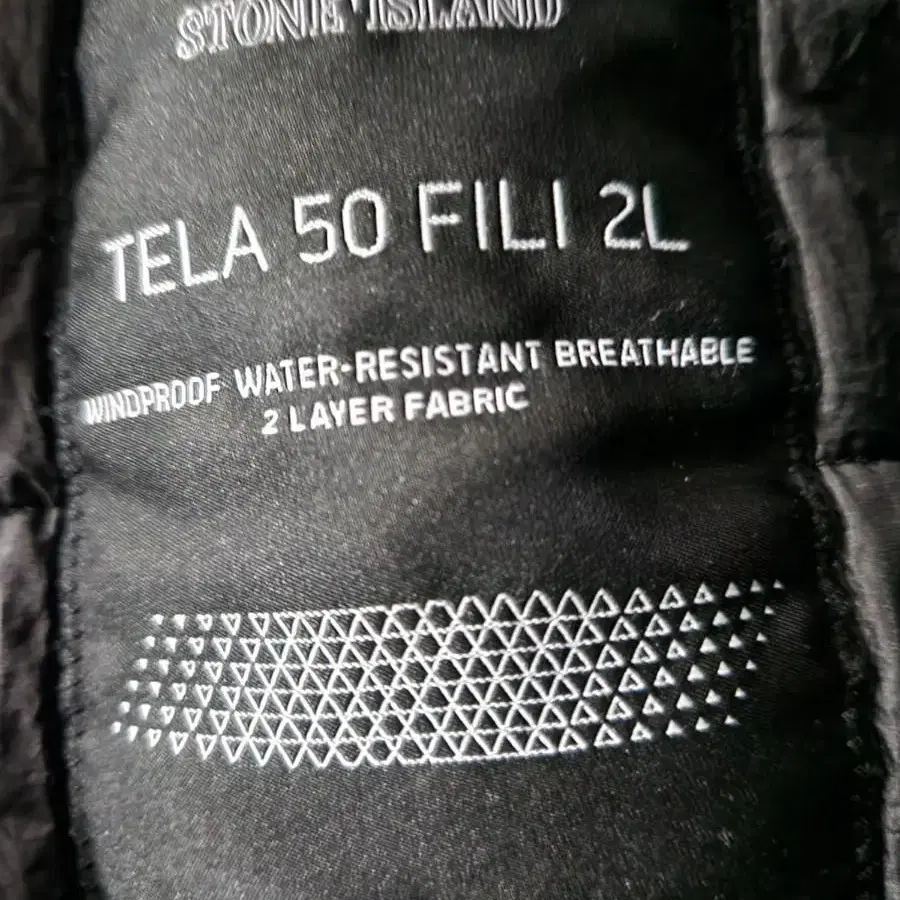 STONE ISLAND
TELA 50 FILI 2L
WINDPROOF WATER-RESISTANT BREATHABLE
2 LAYER FABRIC